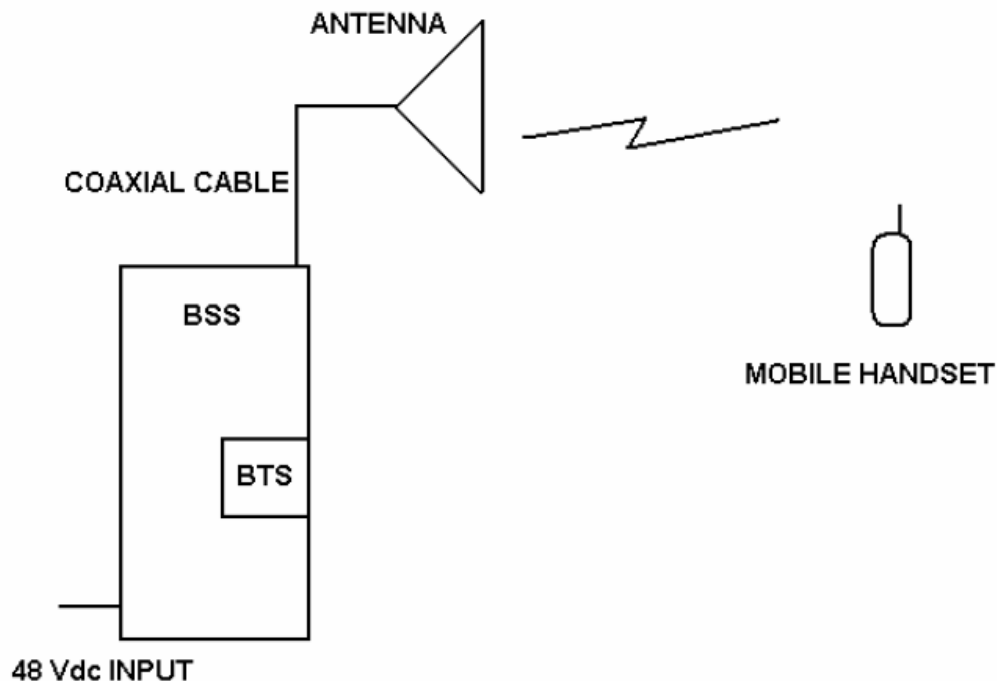 ANTENNA
COAXIAL CABLE
BSS
MOBILE HANDSET
BTS
48 Vdc INPUT